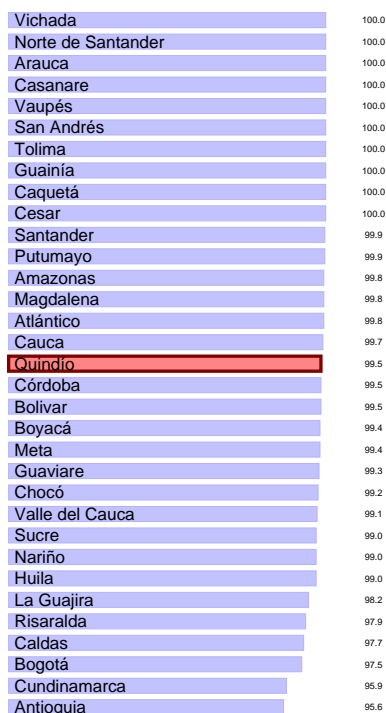 Vichada 100.0
Norte de Santander 100.0
Arauca 100.0
Casanare 100.0
Vaupés 100.0
San Andrés 100.0
Tolima 100.0
Guainía 100.0
Caquetá 100.0
Cesar 100.0
Santander 99.9
Putumayo 99.9
Amazonas 99.8
Magdalena 99.8
Atlántico 99.8
Cauca 99.7
Quindío 99.5
Córdoba 99.5
Bolivar 99.5
Boyacá 99.4
Meta 99.4
Guaviare 99.3
Chocó 99.2
Valle del Cauca 99.1
Sucre 99.0
Nariño 99.0
Huila 99.0
La Guajira 98.2
Risaralda 97.9
Caldas 97.7
Bogotá 97.5
Cundinamarca 95.9
Antioquia 95.6